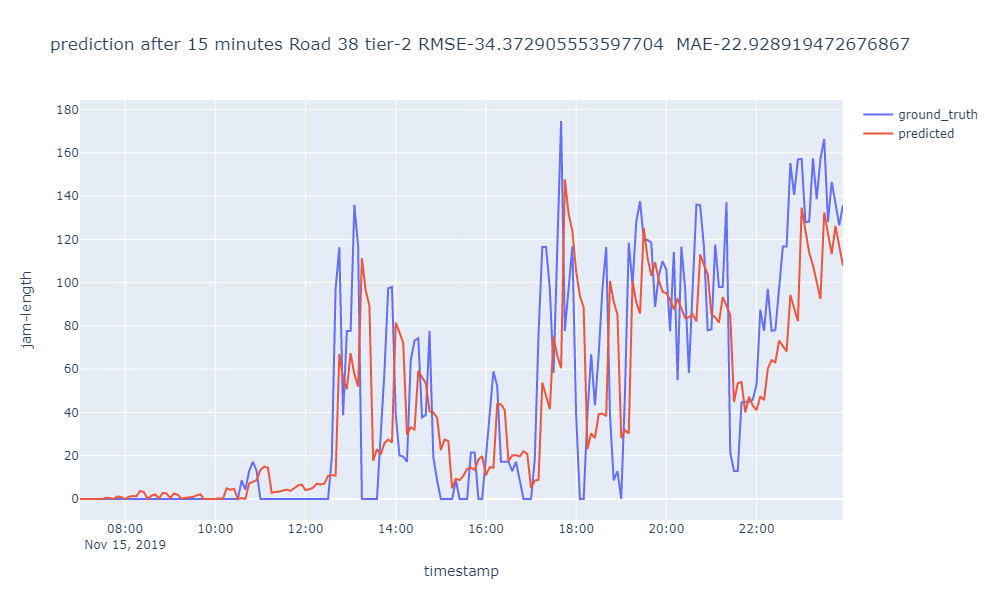 prediction after 15 minutes Road 38 tier-2 RMSE-34.372905553597704  MAE-22.928919472676867
ground_truth
predicted
180
160
140
120
100
80
60
40
20
0
jam-length
08:00 10:00 12:00 14:00 16:00 18:00 20:00 22:00
Nov 15, 2019
timestamp